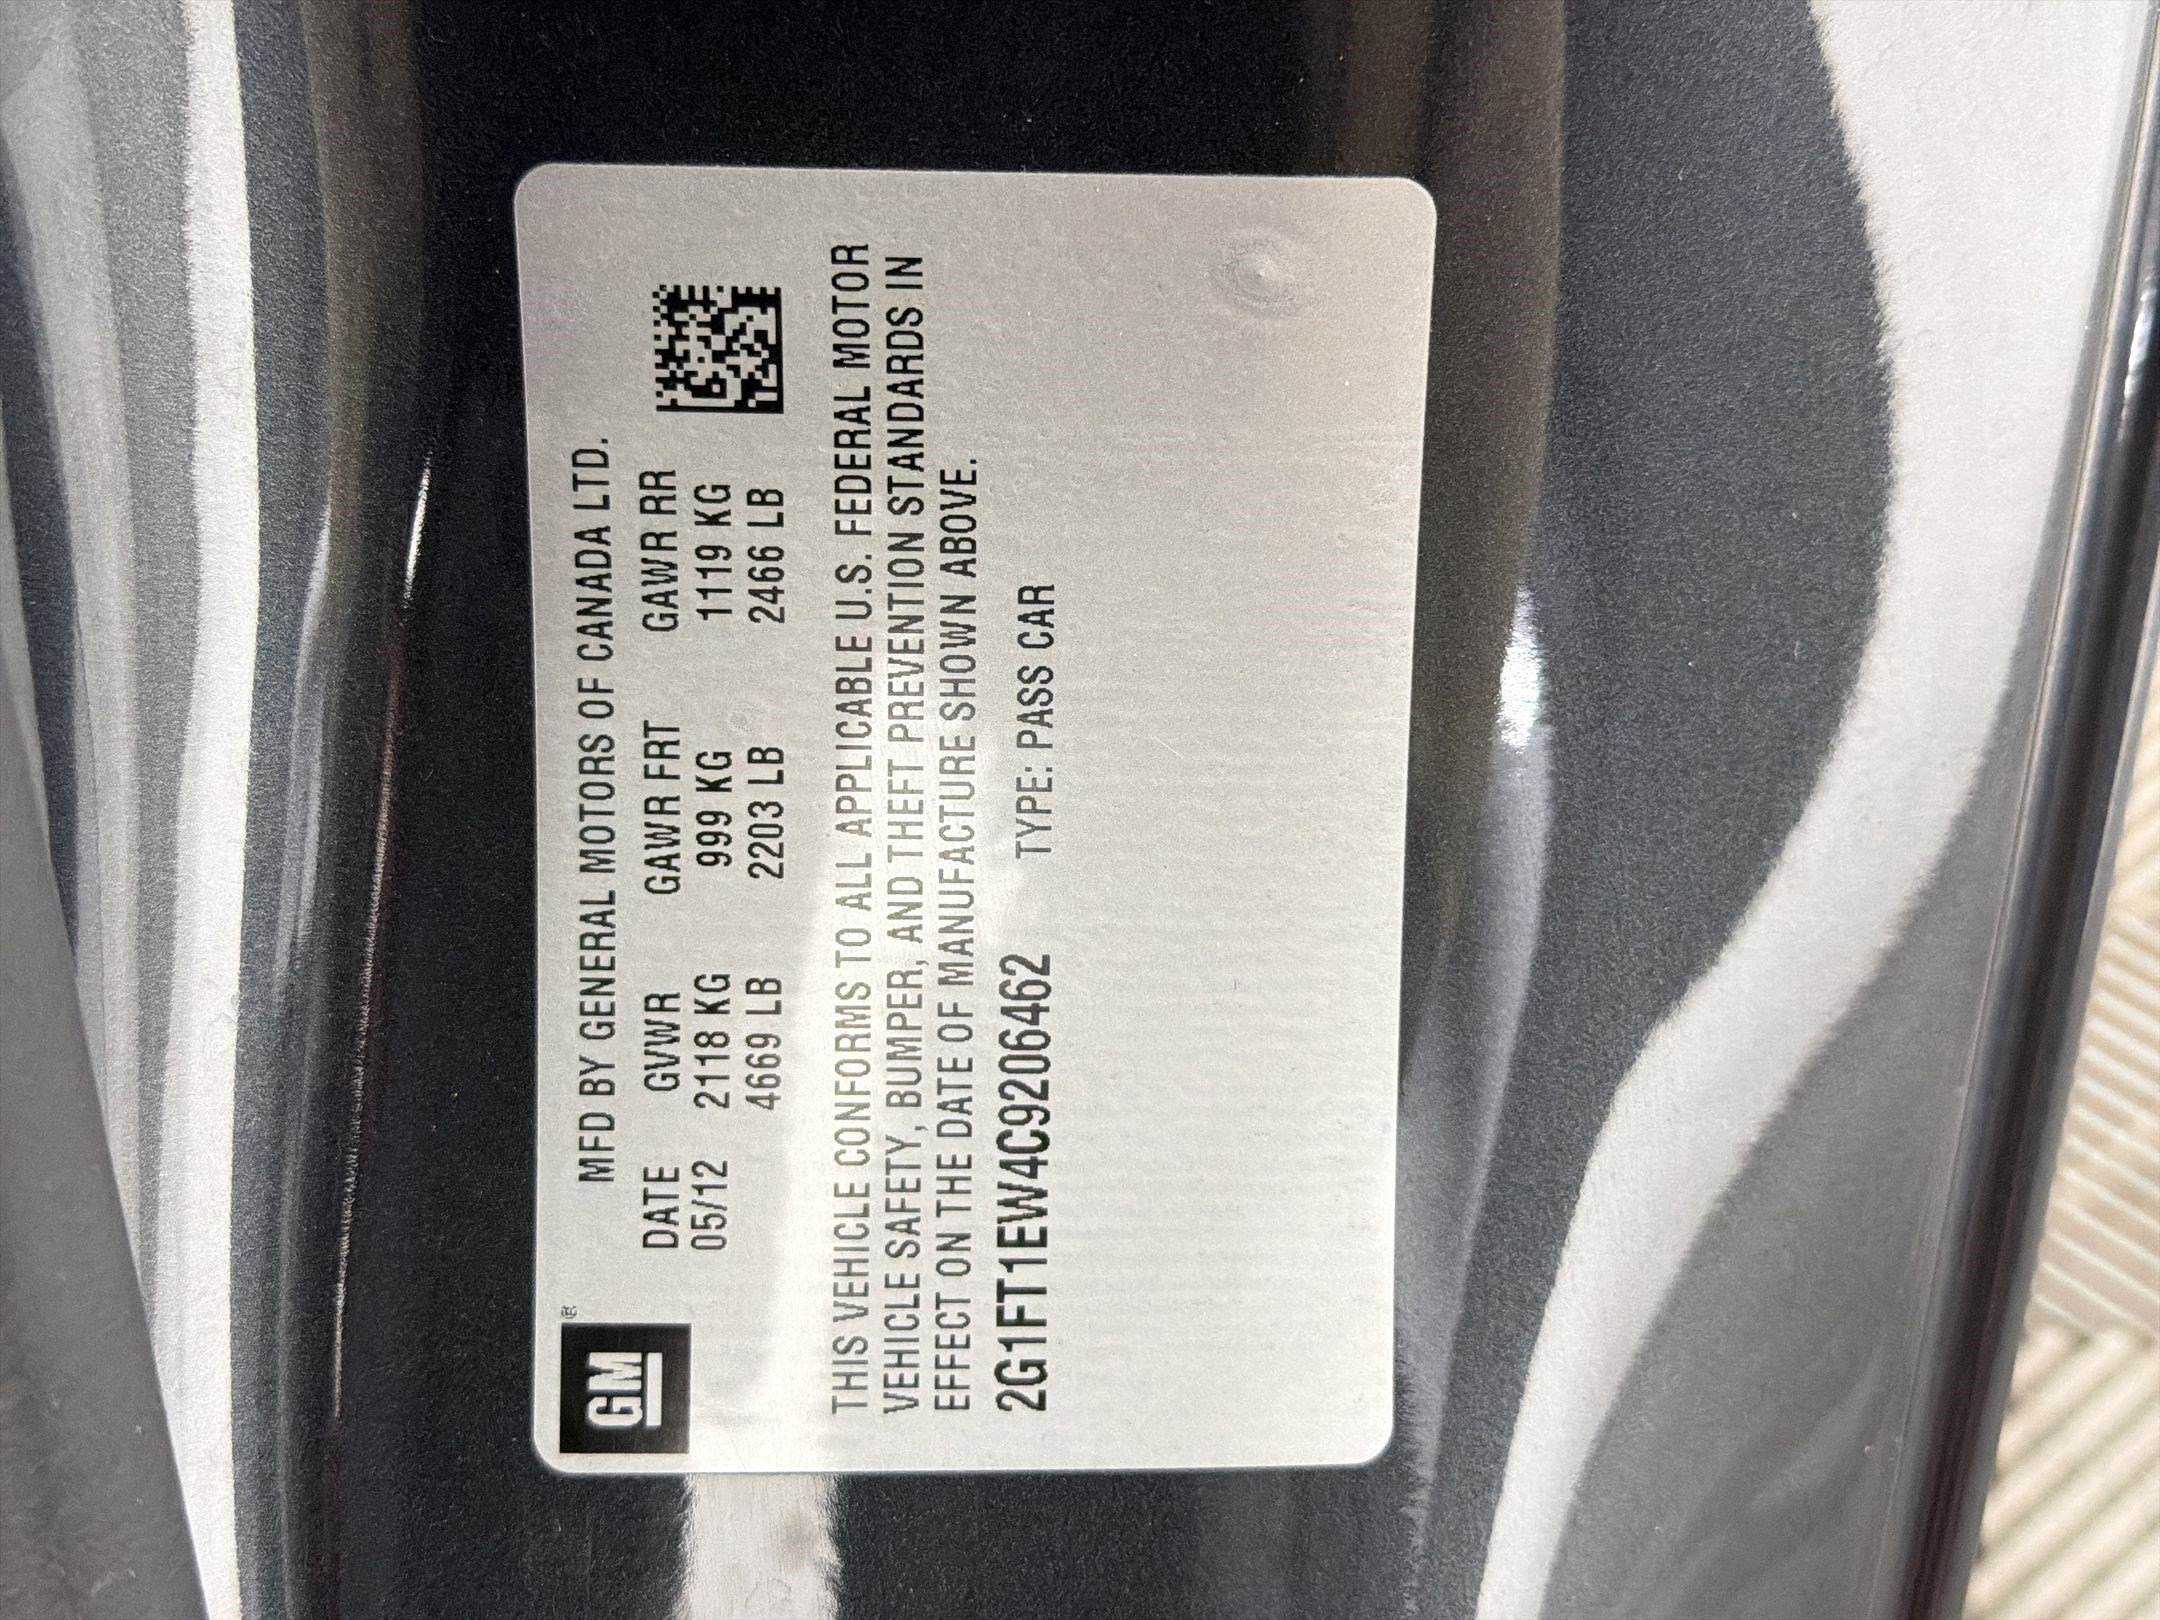 GM ®
MFD BY GENERAL MOTORS OF CANADA LTD.
DATE GVWR GAWR FRT GAWR RR
05/12 2118 KG 999 KG 1119 KG
4669 LB 2203 LB 2466 LB
THIS VEHICLE CONFORMS TO ALL APPLICABLE U.S. FEDERAL MOTOR
VEHICLE SAFETY, BUMPER, AND THEFT PREVENTION STANDARDS IN
EFFECT ON THE DATE OF MANUFACTURE SHOWN ABOVE.
2G1FT1EW4C9206462 TYPE: PASS CAR